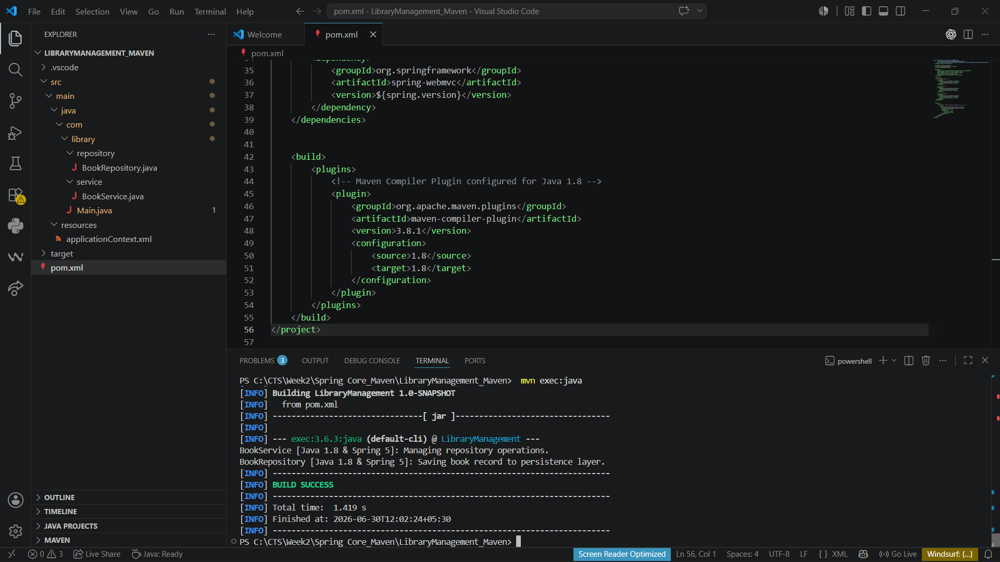 File Edit Selection View Go Run Terminal Help
pom.xml - LibraryManagement_Maven - Visual Studio Code
EXPLORER
LIBRARYMANAGEMENT_MAVEN
.vscode
src
main
java
com
library
repository
BookRepository.java
service
BookService.java
Main.java 1
resources
applicationContext.xml
target
pom.xml
OUTLINE
TIMELINE
JAVA PROJECTS
MAVEN
Welcome
pom.xml
pom.xml
35 <groupId>org.springframework</groupId>
36 <artifactId>spring-webmvc</artifactId>
37 <version>${spring.version}</version>
38 </dependency>
39 </dependencies>
40
41
42 <build>
43 <plugins>
44 <!-- Maven Compiler Plugin configured for Java 1.8 -->
45 <plugin>
46 <groupId>org.apache.maven.plugins</groupId>
47 <artifactId>maven-compiler-plugin</artifactId>
48 <version>3.8.1</version>
49 <configuration>
50 <source>1.8</source>
51 <target>1.8</target>
52 </configuration>
53 </plugin>
54 </plugins>
55 </build>
56 </project>
57
PROBLEMS 3 OUTPUT DEBUG CONSOLE TERMINAL PORTS
powershell
PS C:\CTS\Week2\Spring Core_Maven\LibraryManagement_Maven> mvn exec:java
[INFO] Building LibraryManagement 1.0-SNAPSHOT
[INFO]   from pom.xml
[INFO] --------------------------------[ jar ]---------------------------------
[INFO]
[INFO] --- exec:3.6.3:java (default-cli) @ LibraryManagement ---
BookService [Java 1.8 & Spring 5]: Managing repository operations.
BookRepository [Java 1.8 & Spring 5]: Saving book record to persistence layer.
[INFO] ------------------------------------------------------------------------
[INFO] BUILD SUCCESS
[INFO] ------------------------------------------------------------------------
[INFO] Total time:  1.419 s
[INFO] Finished at: 2026-06-30T12:02:24+05:30
[INFO] ------------------------------------------------------------------------
PS C:\CTS\Week2\Spring Core_Maven\LibraryManagement_Maven>
0 3 Live Share Java: Ready
Screen Reader Optimized Ln 56, Col 1 Spaces: 4 UTF-8 LF {} XML Go Live Windsurf: {...}